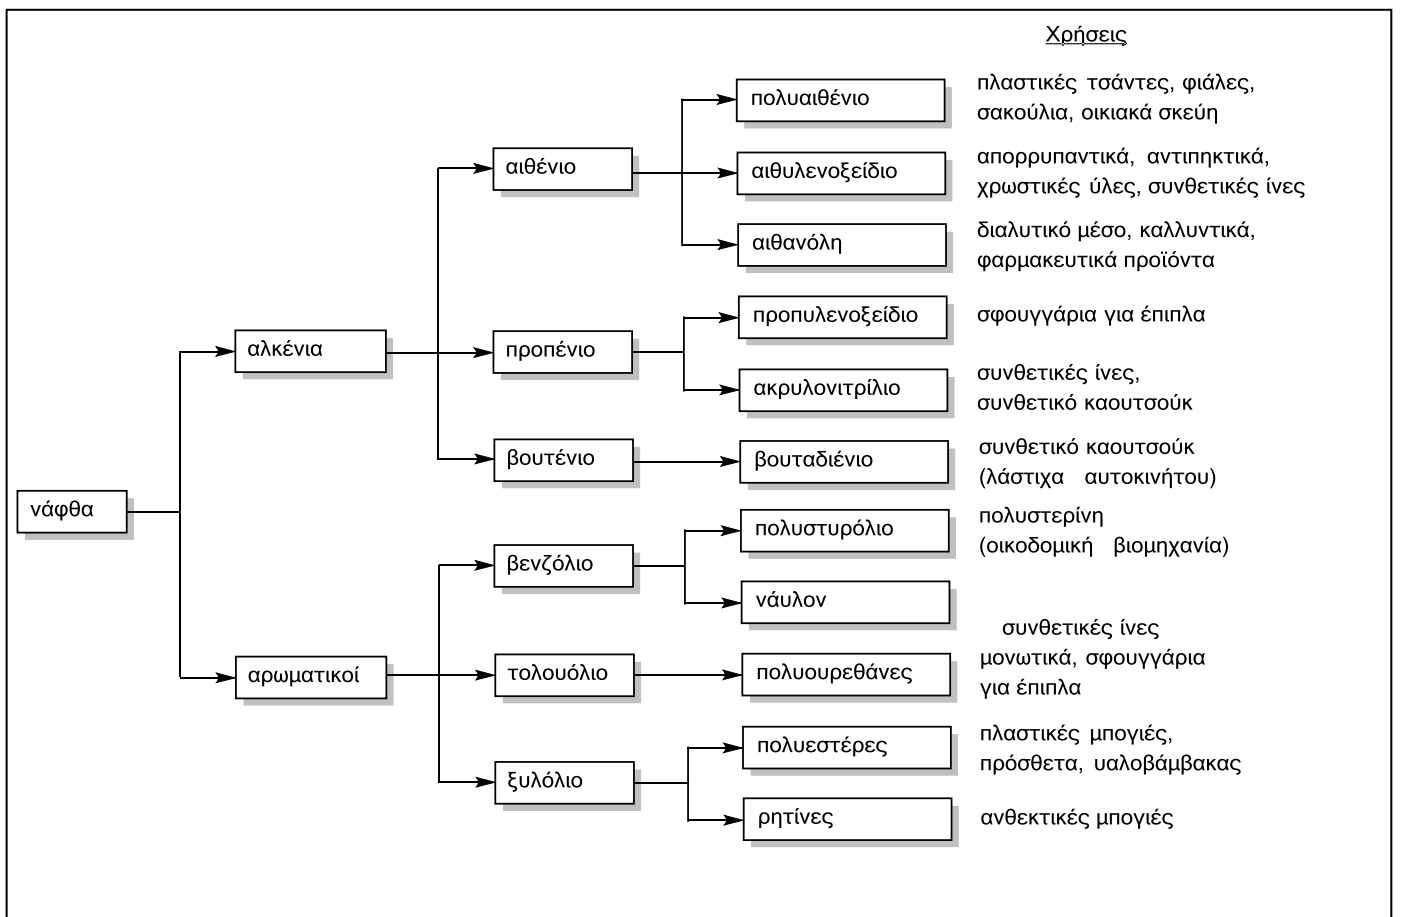 Χρήσεις
πολυαιθένιο
πλαστικές τσάντες, φιάλες,
σακούλια, οικιακά σκεύη
αιθένιο
αιθυλενοξείδιο
απορρυπαντικά, αντιπηκτικά,
χρωστικές ύλες, συνθετικές ίνες
αιθανόλη
διαλυτικό μέσο, καλλυντικά,
φαρμακευτικά προϊόντα
αλκένια
προπένιο
προπυλενοξείδιο
σφουγγάρια για έπιπλα
ακρυλονιτρίλιο
συνθετικές ίνες,
συνθετικό καουτσούκ
βουτένιο
βουταδιένιο
συνθετικό καουτσούκ
(λάστιχα αυτοκινήτου)
νάφθα
βενζόλιο
πολυστυρόλιο
πολυστερίνη
(οικοδομική βιομηχανία)
νάυλον
συνθετικές ίνες
αρωματικοί
τολουόλιο
πολυουρεθάνες
μονωτικά, σφουγγάρια
για έπιπλα
ξυλόλιο
πολυεστέρες
πλαστικές μπογιές,
πρόσθετα, υαλοβάμβακας
ρητίνες
ανθεκτικές μπογιές